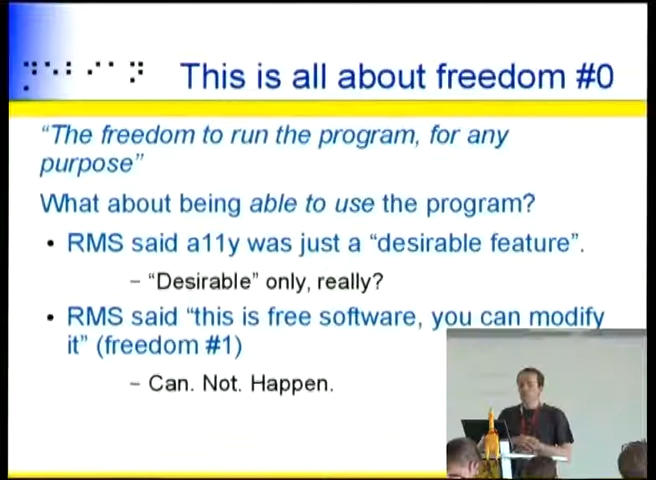 This is all about freedom #0
“The freedom to run the program, for any
purpose”
What about being able to use the program?
• RMS said a11y was just a “desirable feature”.
– “Desirable” only, really?
• RMS said “this is free software, you can modify
it” (freedom #1)
– Can. Not. Happen.